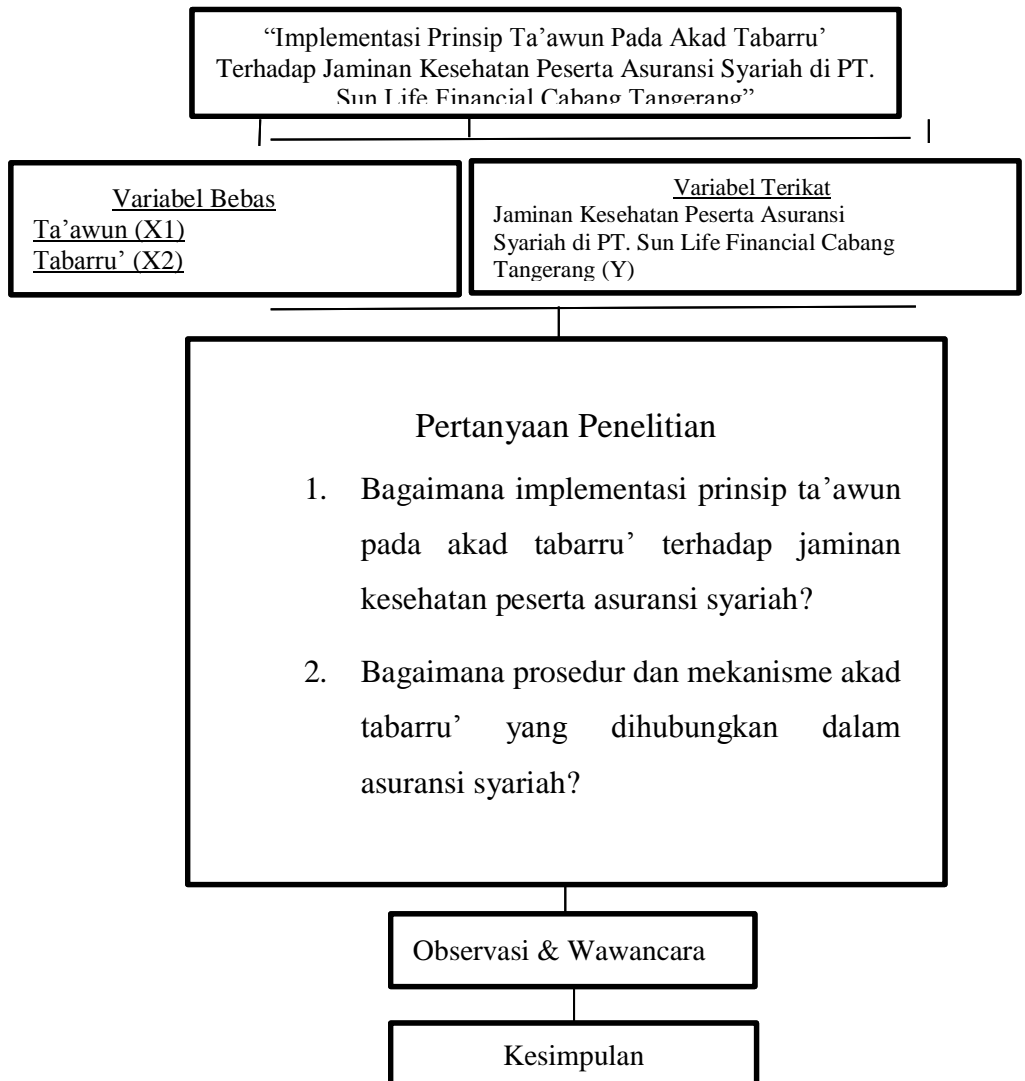 “Implementasi Prinsip Ta’awun Pada Akad Tabarru’
Terhadap Jaminan Kesehatan Peserta Asuransi Syariah di PT.
Sun Life Financial Cabang Tangerang”
Variabel Bebas
Ta’awun (X1)
Tabarru’ (X2)
Variabel Terikat
Jaminan Kesehatan Peserta Asuransi
Syariah di PT. Sun Life Financial Cabang
Tangerang (Y)
Pertanyaan Penelitian
1. Bagaimana implementasi prinsip ta’awun
pada akad tabarru’ terhadap jaminan
kesehatan peserta asuransi syariah?
2. Bagaimana prosedur dan mekanisme akad
tabarru’ yang dihubungkan dalam
asuransi syariah?
Observasi & Wawancara
Kesimpulan